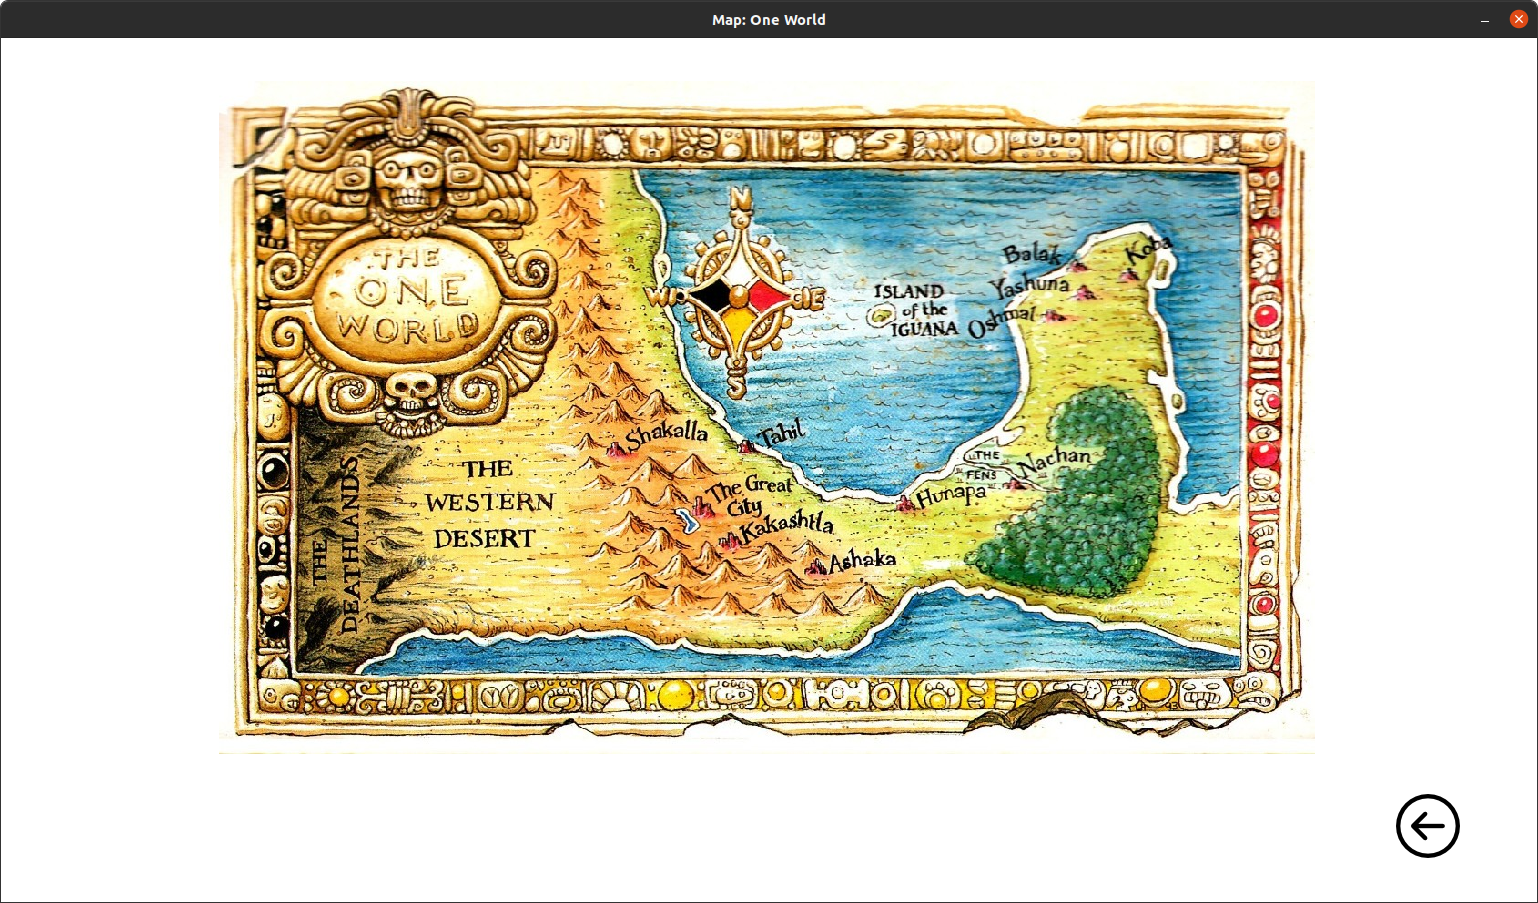 Map: One World
THE
ONE
WORLD
N
W
E
S
ISLAND
of the
IGUANA
Balak
Koba
Yashuna
Oshmal
Shakalla
Tahil
THE
WESTERN
DESERT
THE
DEATHLANDS
The Great
City
Kakashtla
Ashaka
THE
FENS
Nachan
Hunapa